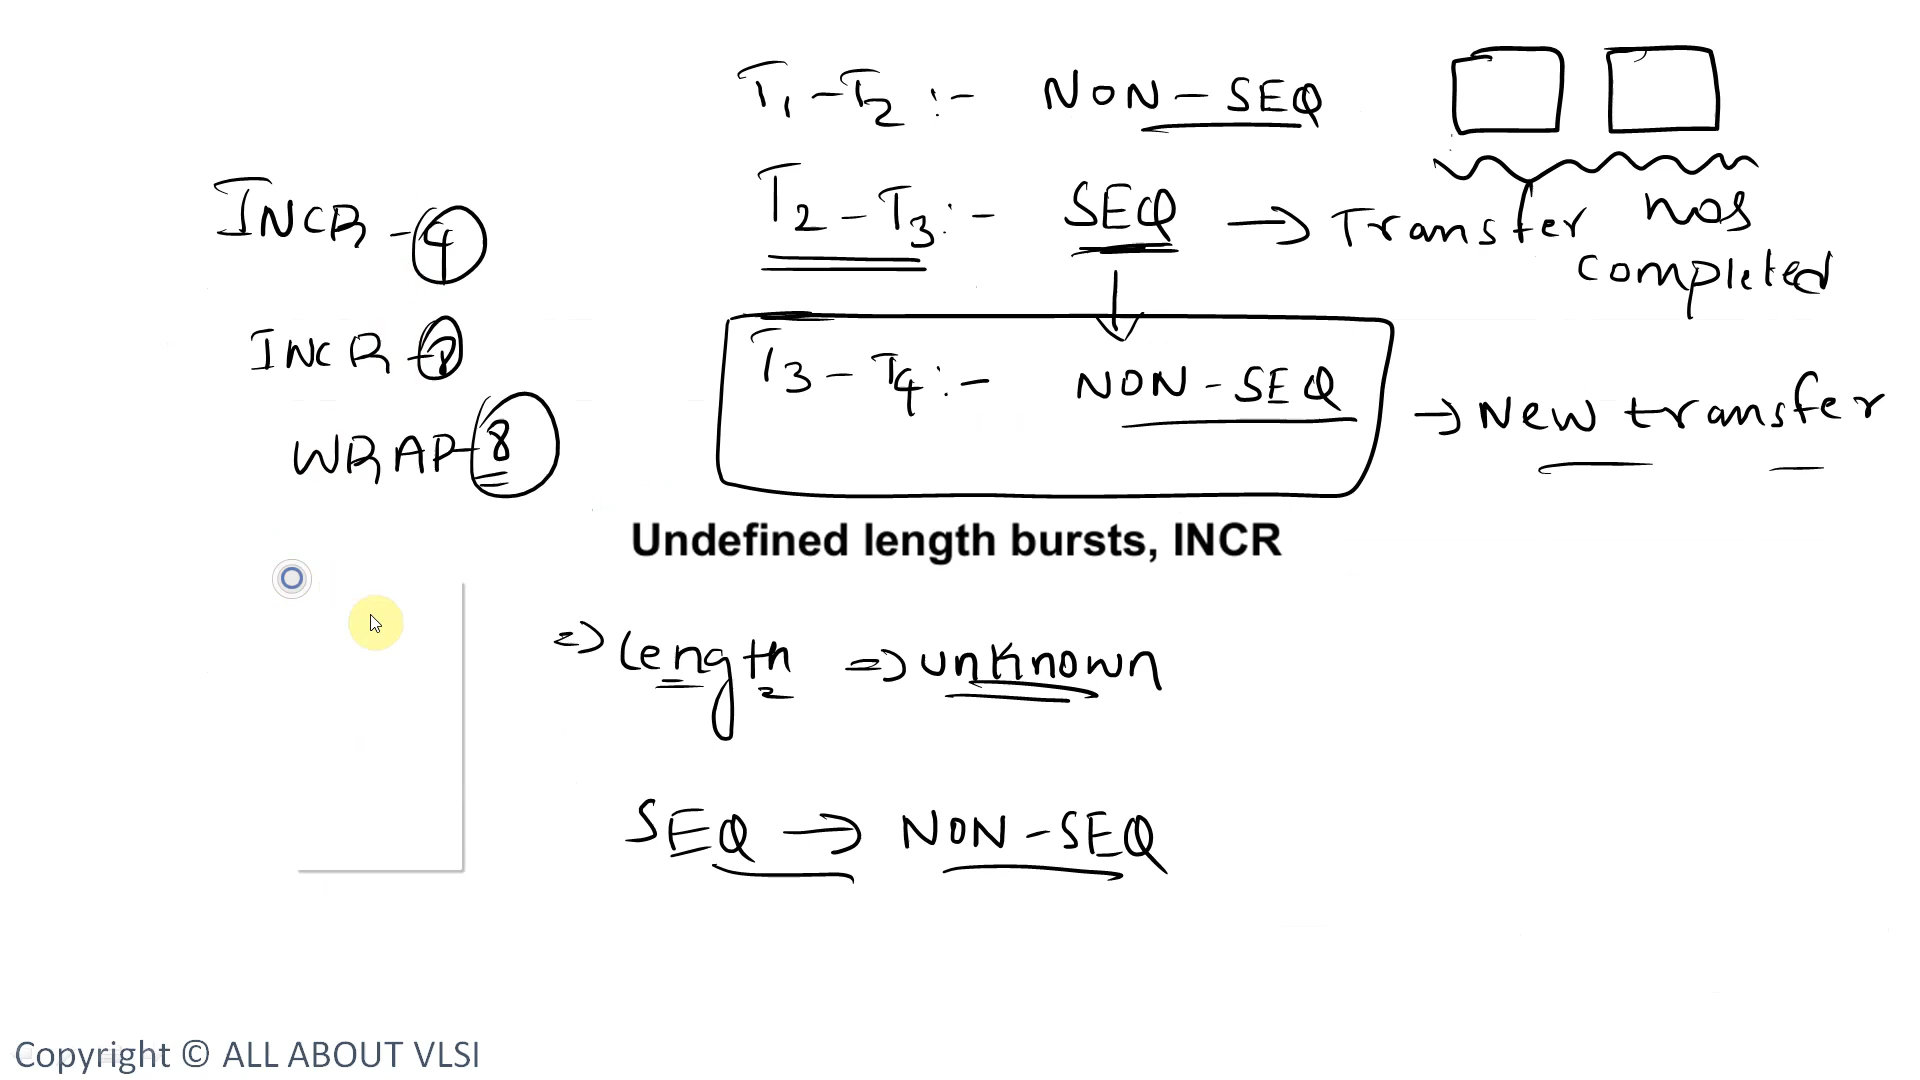 T1-T2:- NON-SEQ
T2-T3:- SEQ → Transfer has completed
INCR-4
INCR-8
WRAP-8
T3-T4:- NON-SEQ → New transfer
Undefined length bursts, INCR
=> length => unknown
SEQ → NON-SEQ
Copyright © ALL ABOUT VLSI